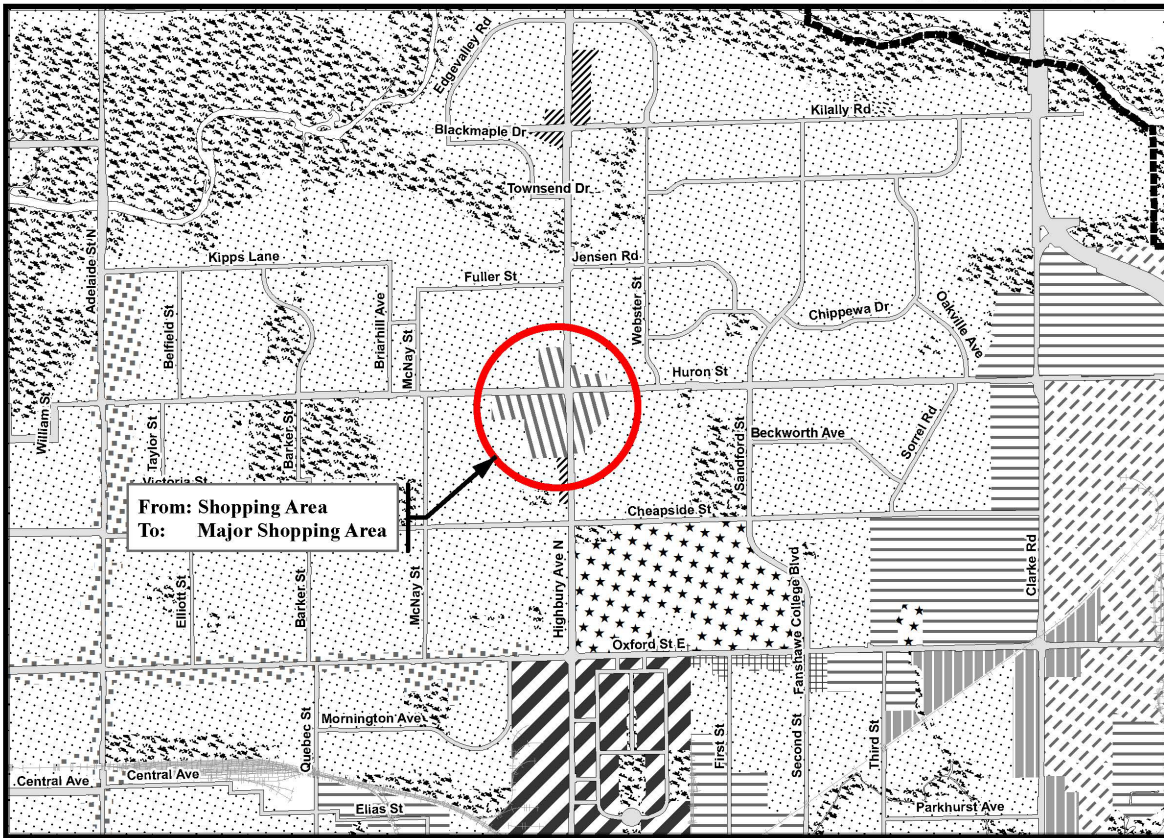 Edgevalley Rd
Kilally Rd
Blackmaple Dr
Townsend Dr
Adelaide St N
Kipps Lane
Jensen Rd
Fuller St
Webster St
Belfield St
Briarhill Ave
McNay St
Chippewa Dr
Oakville Ave
Huron St
William St
Taylor St
Barker St
Sandford St
Beckworth Ave
Sorrel Rd
Victoria St
From: Shopping Area
To: Major Shopping Area
Cheapside St
Elliott St
Barker St
McNay St
Highbury Ave N
Fanshawe College Blvd
Clarke Rd
Oxford St E
Quebec St
Mornington Ave
First St
Second St
Third St
Central Ave
Central Ave
Elias St
Parkhurst Ave